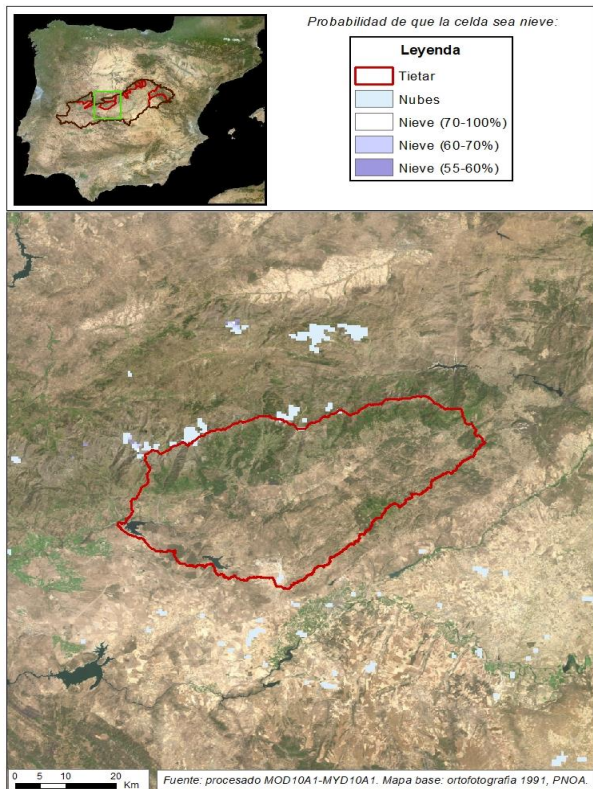 Probabilidad de que la celda sea nieve:
Leyenda
Tietar
Nubes
Nieve (70-100%)
Nieve (60-70%)
Nieve (55-60%)
0 5 10 20
Km
Fuente: procesado MOD10A1-MYD10A1. Mapa base: ortofotografia 1991, PNOA.